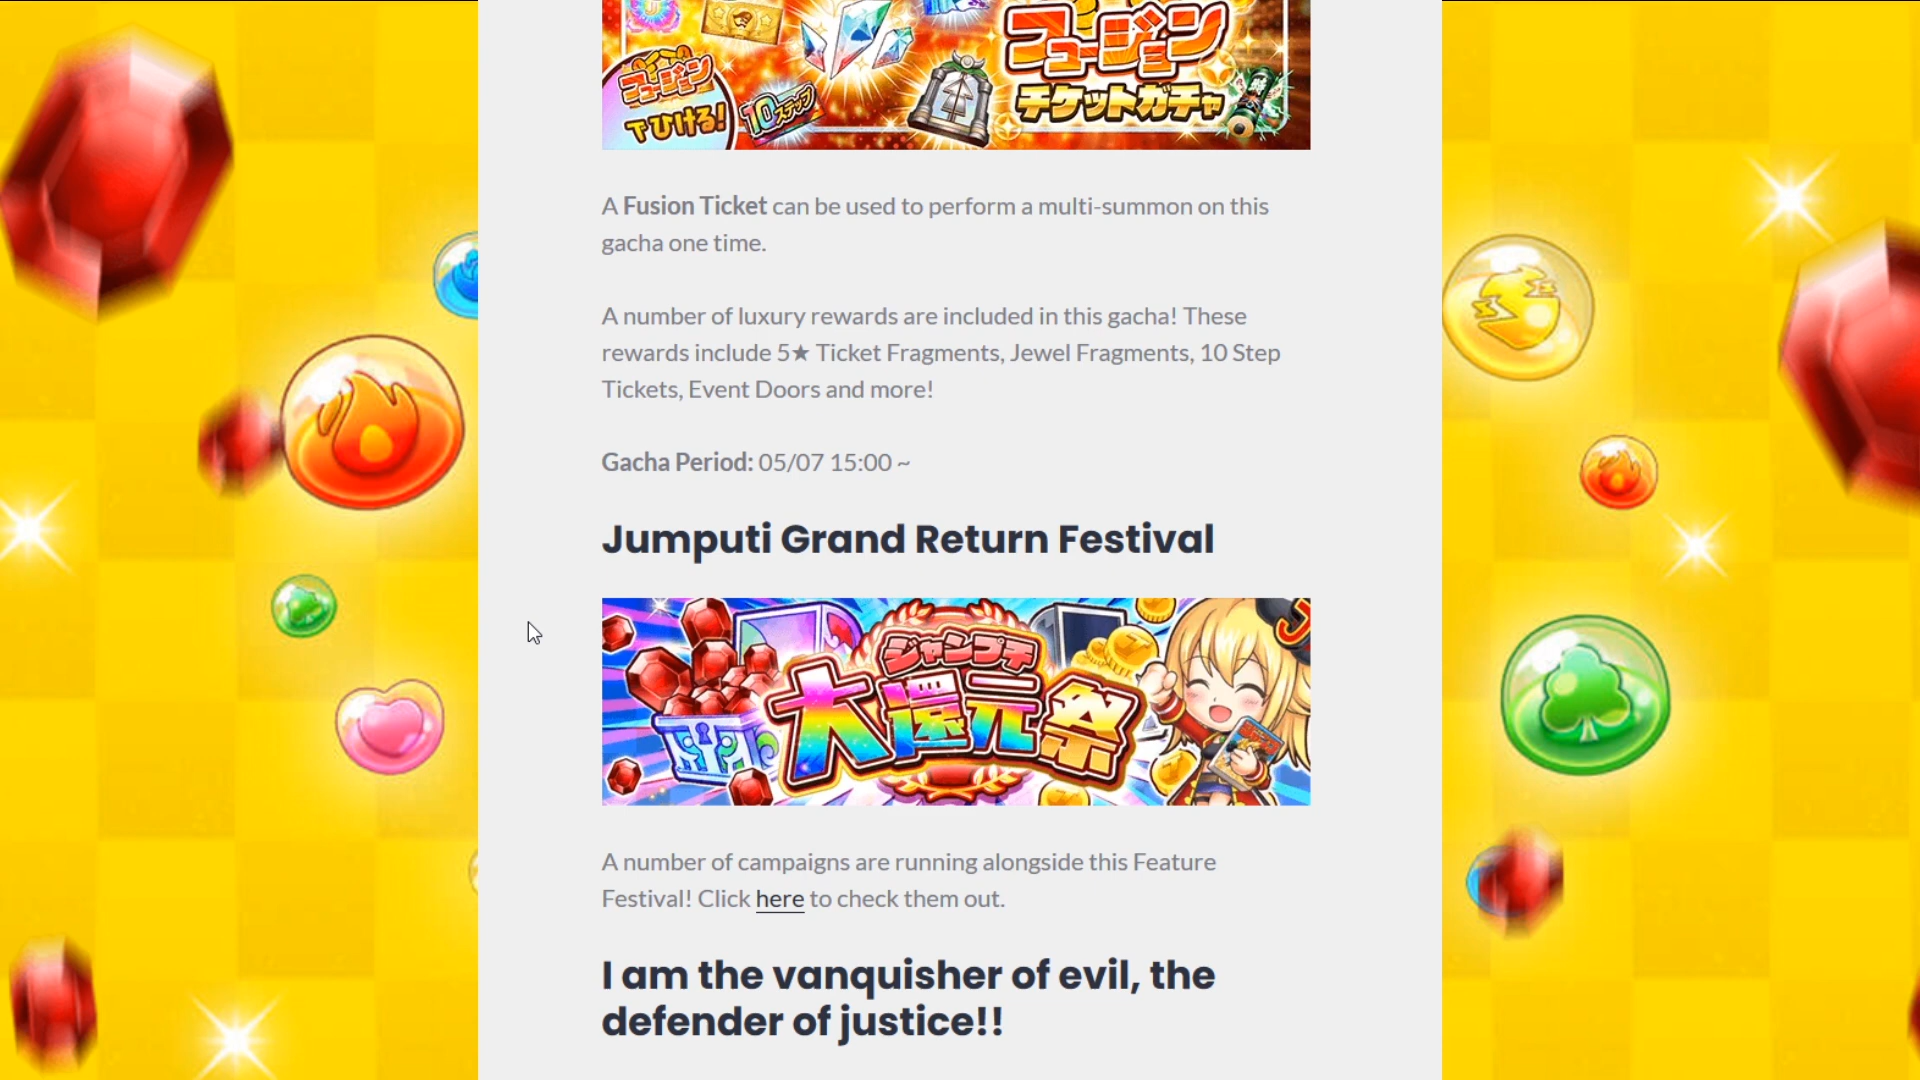 フュージョン
チケットガチャ
フュージョン
でひける!
10ステップ
A Fusion Ticket can be used to perform a multi-summon on this
gacha one time.
A number of luxury rewards are included in this gacha! These
rewards include 5★ Ticket Fragments, Jewel Fragments, 10 Step
Tickets, Event Doors and more!
Gacha Period: 05/07 15:00 ~
Jumputi Grand Return Festival
ジャンプチ
大還元祭
A number of campaigns are running alongside this Feature
Festival! Click here to check them out.
I am the vanquisher of evil, the
defender of justice!!